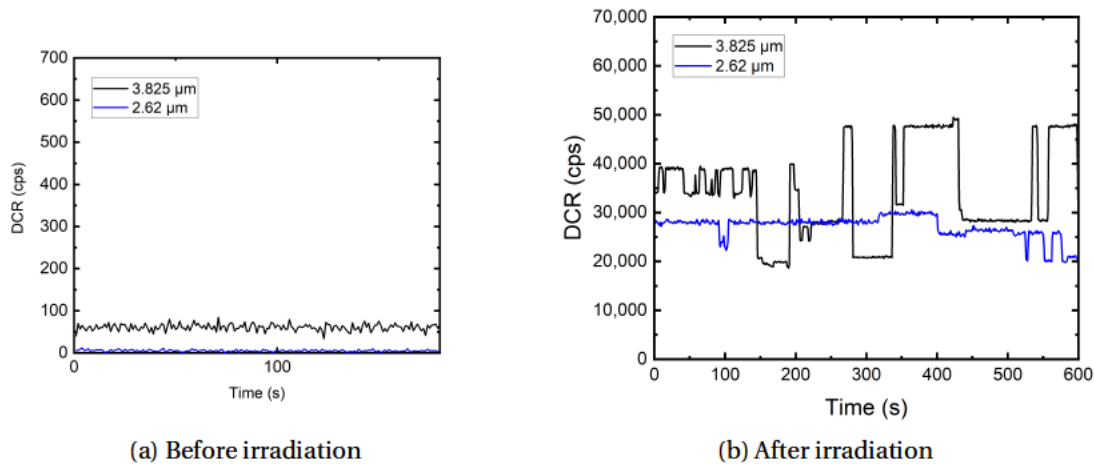 700
600
500
400
300
200
100
0
DCR (cps)
3.825 µm
2.62 µm
0
100
Time (s)
(a) Before irradiation
70,000
60,000
50,000
40,000
30,000
20,000
10,000
0
DCR (cps)
3.825 µm
2.62 µm
0 100 200 300 400 500 600
Time (s)
(b) After irradiation